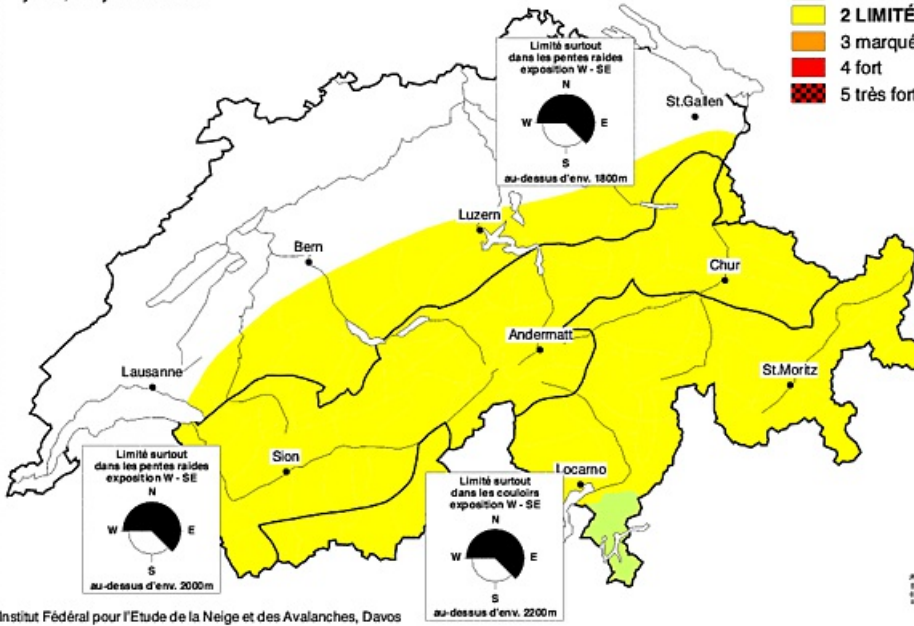 2 LIMITÉ
3 marqué
4 fort
5 très fort
Limité surtout
dans les pentes raides
exposition W - SE
N
W E
S
au-dessus d'env. 1800m
St.Gallen
Luzern
Bern
Chur
Andermatt
Lausanne
St.Moritz
Sion
Locarno
Limité surtout
dans les pentes raides
exposition W - SE
N
W E
S
au-dessus d'env. 2000m
Limité surtout
dans les couloirs
exposition W - SE
N
W E
S
au-dessus d'env. 2200m
Institut Fédéral pour l'Etude de la Neige et des Avalanches, Davos